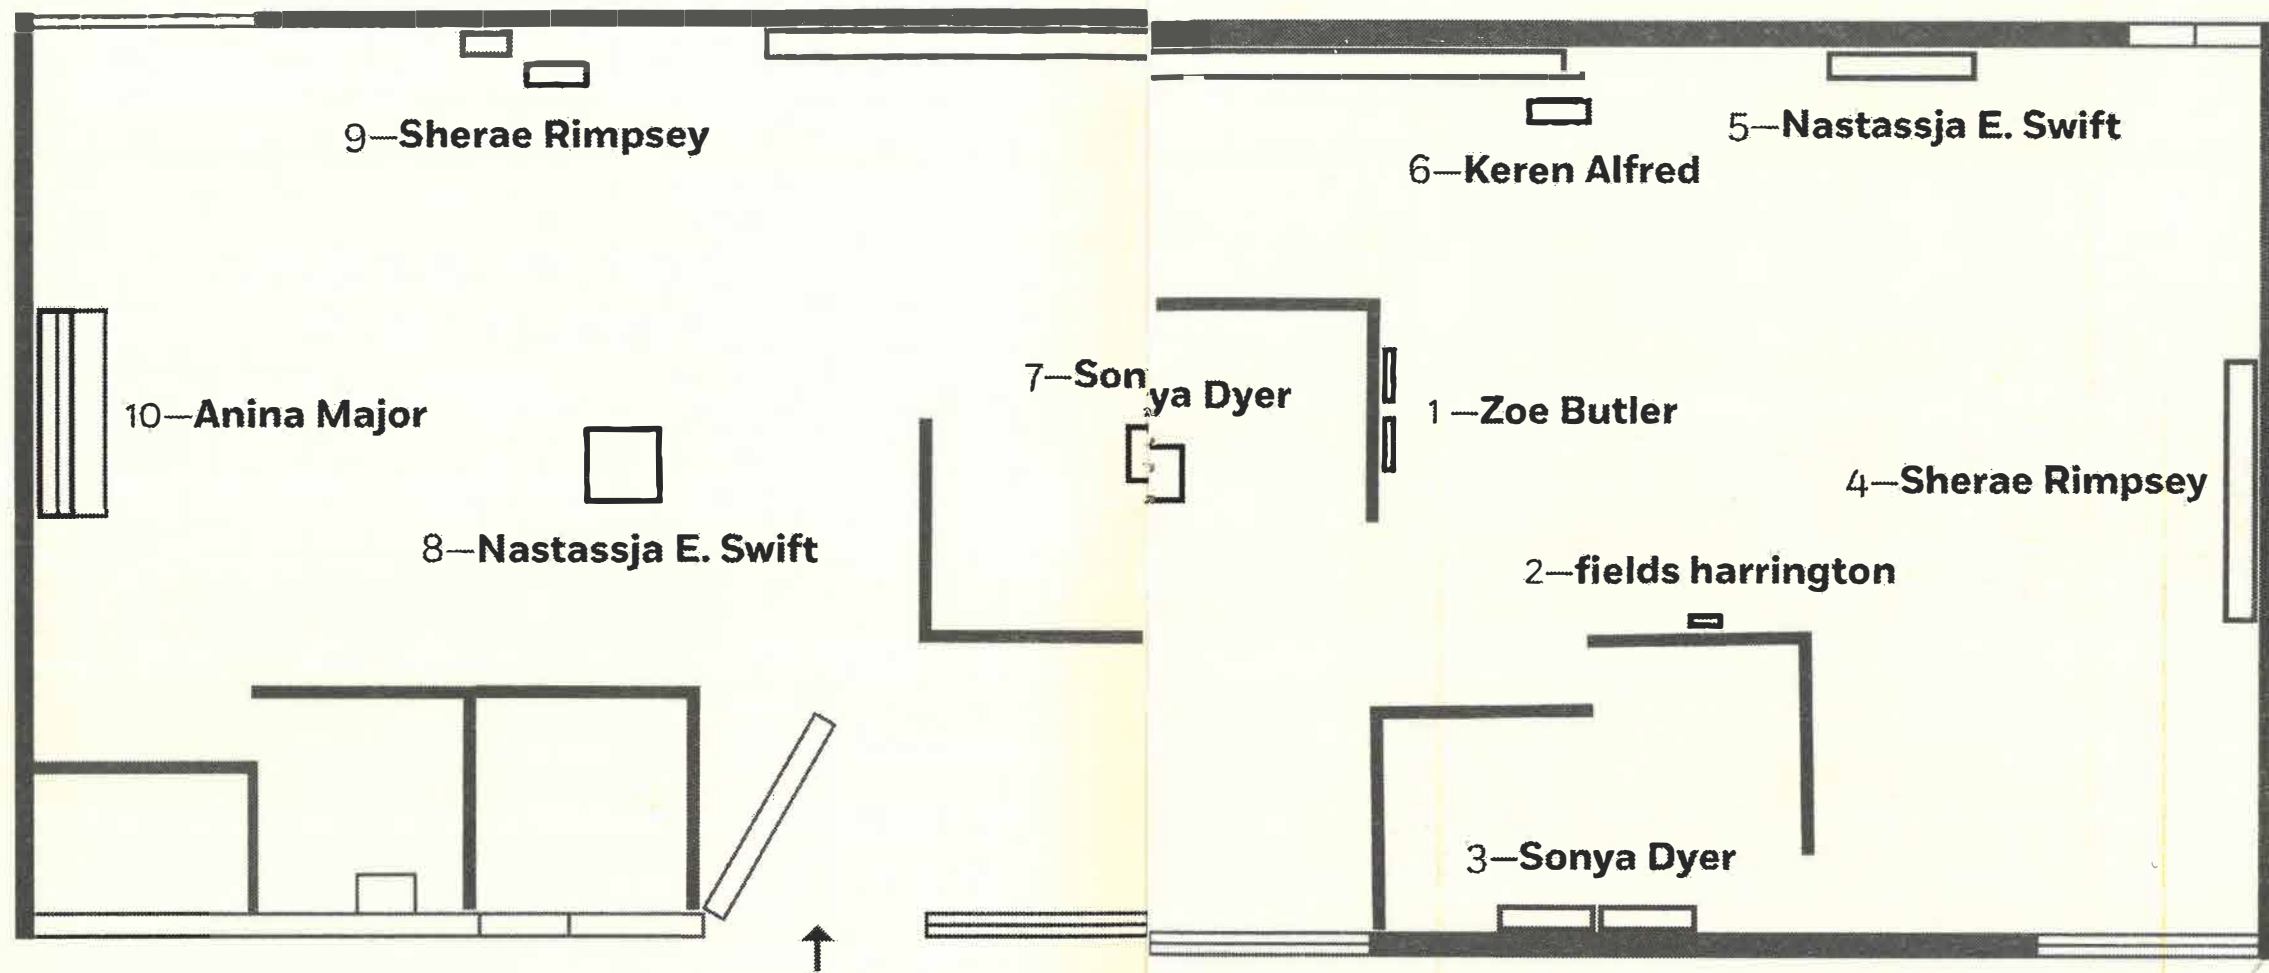 9—Sherae Rimpsey
5—Nastassja E. Swift
6—Keren Alfred
7—Sonya Dyer
10—Anina Major
1—Zoe Butler
4—Sherae Rimpsey
8—Nastassja E. Swift
2—fields harrington
3—Sonya Dyer